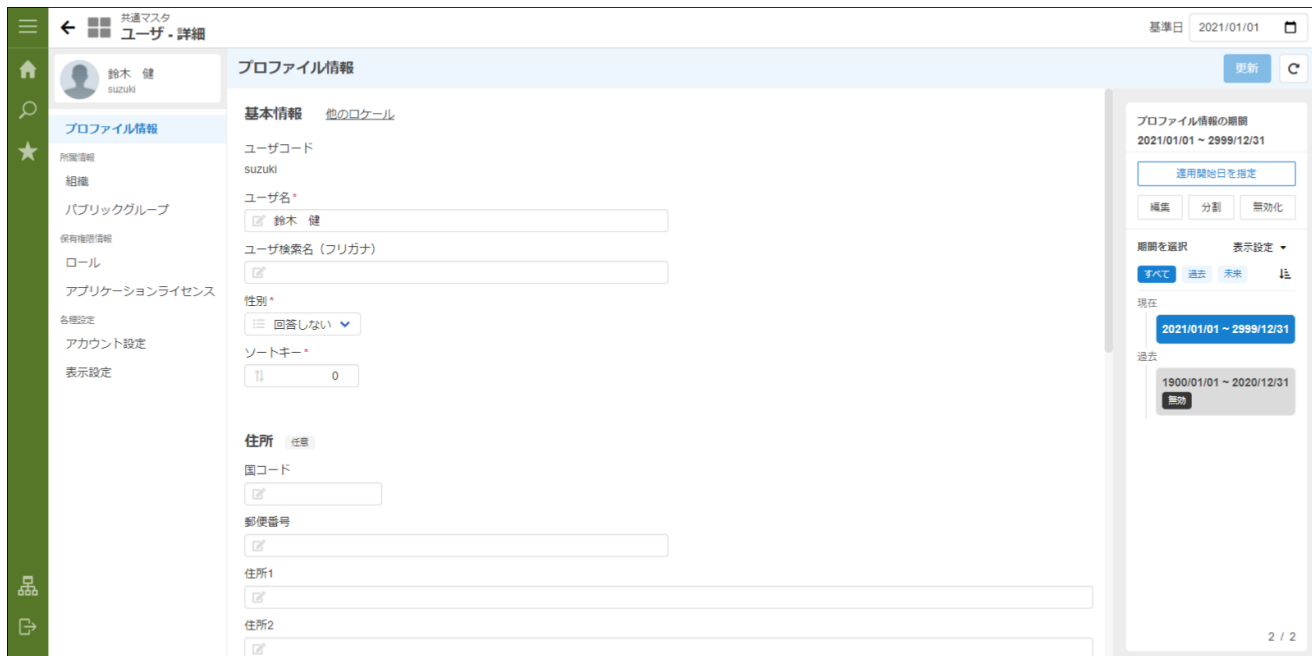 共通マスタ
ユーザ - 詳細
基準日 2021/01/01
鈴木　健
suzuki
プロファイル情報
所属情報
組織
パブリックグループ
保有権限情報
ロール
アプリケーションライセンス
各種設定
アカウント設定
表示設定
プロファイル情報
更新
基本情報 他のロケール
ユーザコード
suzuki
ユーザ名*
鈴木　健
ユーザ検索名（フリガナ）
性別*
回答しない
ソートキー*
0
住所 任意
国コード
郵便番号
住所1
住所2
プロファイル情報の期間
2021/01/01 ~ 2999/12/31
適用開始日を指定
編集 分割 無効化
期間を選択 表示設定
すべて 過去 未来
現在
2021/01/01 ~ 2999/12/31
過去
1900/01/01 ~ 2020/12/31
無効
2 / 2